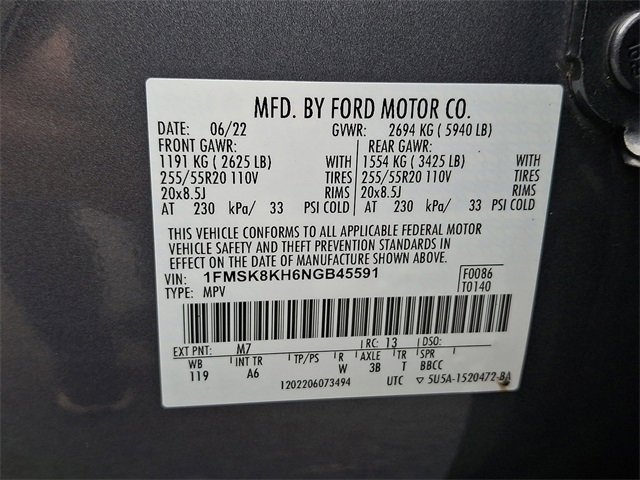 MFD. BY FORD MOTOR CO.
DATE: 06/22 GVWR: 2694 KG ( 5940 LB)
FRONT GAWR: REAR GAWR:
1191 KG ( 2625 LB) WITH 1554 KG ( 3425 LB) WITH
255/55R20 110V TIRES 255/55R20 110V TIRES
20x8.5J RIMS 20x8.5J RIMS
AT 230 kPa/ 33 PSI COLD AT 230 kPa/ 33 PSI COLD
THIS VEHICLE CONFORMS TO ALL APPLICABLE FEDERAL MOTOR
VEHICLE SAFETY AND THEFT PREVENTION STANDARDS IN
EFFECT ON THE DATE OF MANUFACTURE SHOWN ABOVE.
VIN: 1FMSK8KH6NGB45591 F0086
TYPE: MPV T0140
EXT PNT: M7 RC: 13 DSO:
WB INT TR TP/PS R AXLE TR SPR
119 A6 W 3B T BBCC
1202206073494 UTC ▽ 5U5A-1520472-BA